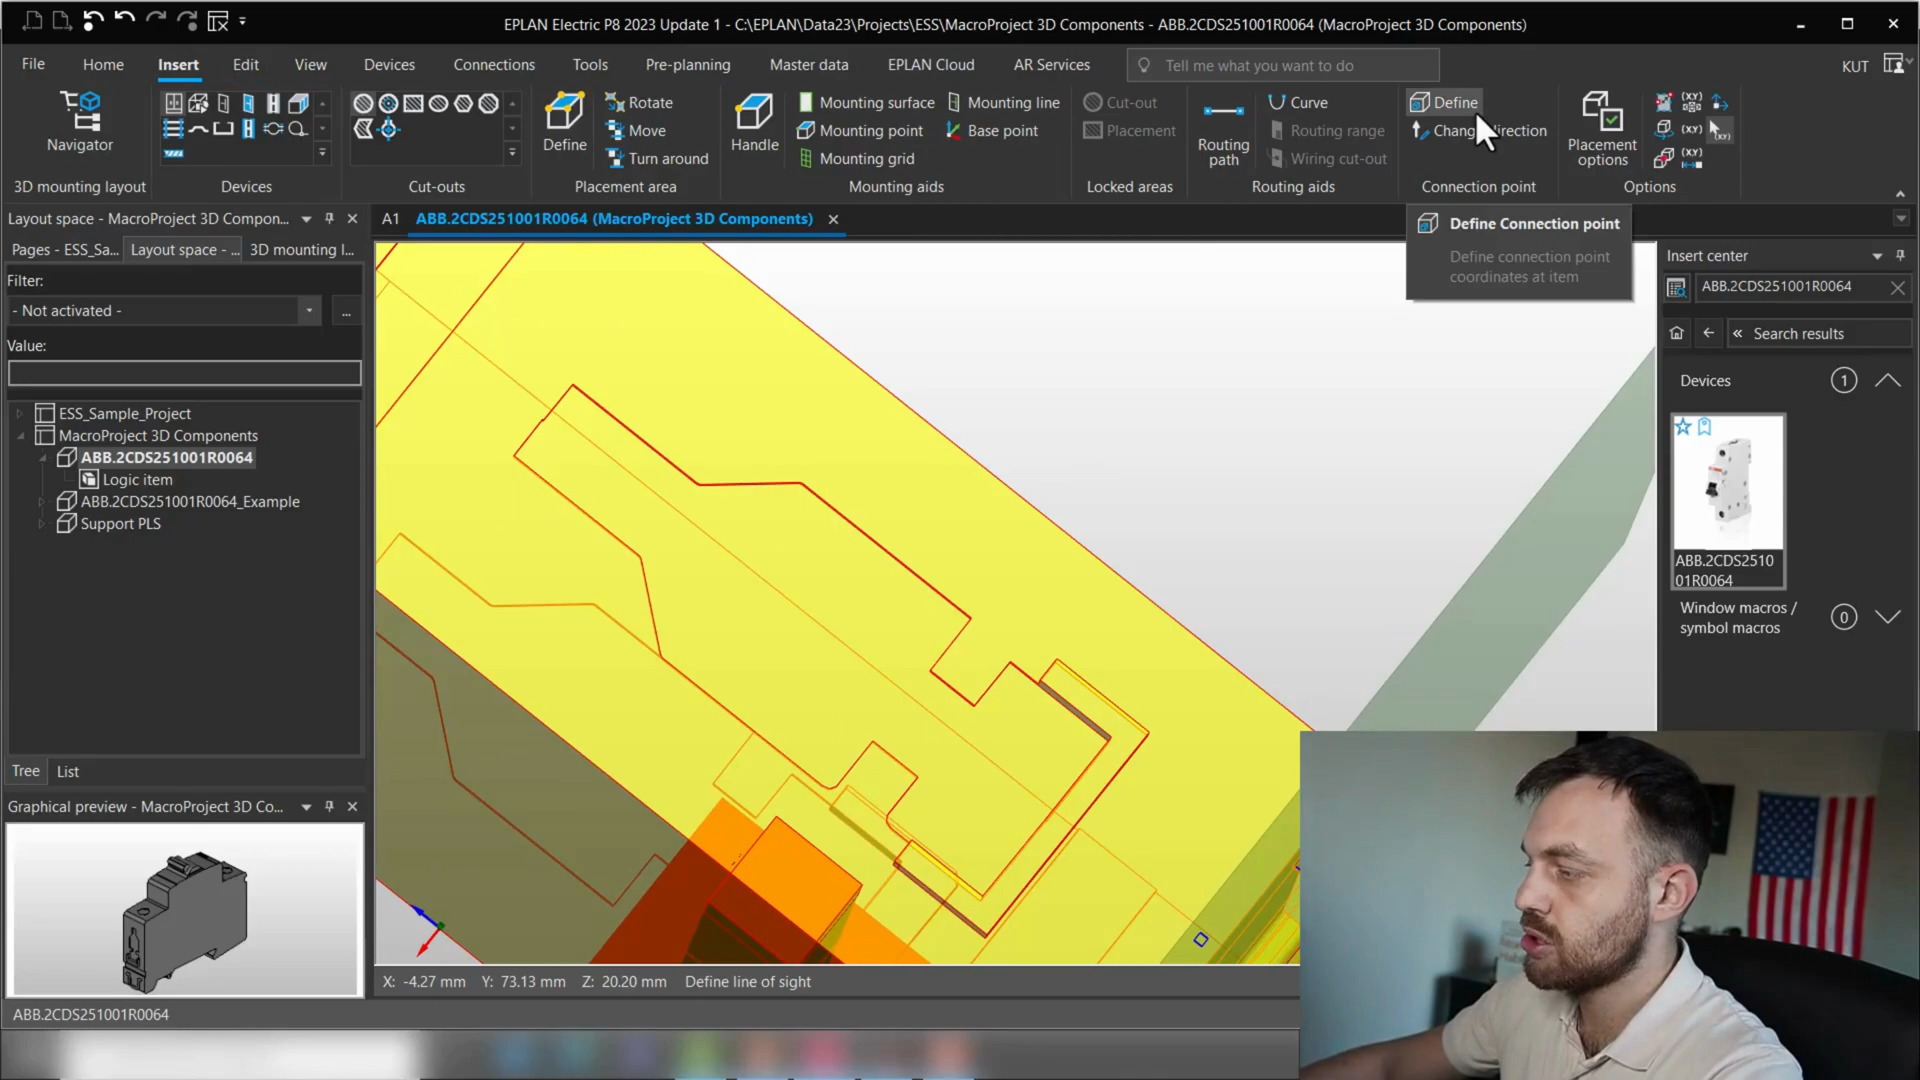 EPLAN Electric P8 2023 Update 1 - C:\EPLAN\Data23\Projects\ESS\MacroProject 3D Components - ABB.2CDS251001R0064 (MacroProject 3D Components)
File Home Insert Edit View Devices Connections Tools Pre-planning Master data EPLAN Cloud AR Services Tell me what you want to do KUT
Navigator
3D mounting layout
Devices
Cut-outs
Define
Rotate
Move
Turn around
Placement area
Handle
Mounting surface
Mounting point
Mounting grid
Mounting line
Base point
Mounting aids
Cut-out
Placement
Locked areas
Routing
path
Curve
Routing range
Wiring cut-out
Routing aids
Define
Connection point
Placement
options
Options
Layout space - MacroProject 3D Compon...
Pages - ESS_Sa... Layout space - ... 3D mounting l...
Filter:
- Not activated - ...
Value:
ESS_Sample_Project
MacroProject 3D Components
ABB.2CDS251001R0064
Logic item
ABB.2CDS251001R0064_Example
Support PLS
Tree List
Graphical preview - MacroProject 3D Co...
ABB.2CDS251001R0064
A1 ABB.2CDS251001R0064 (MacroProject 3D Components)
Define Connection point
Define connection point
coordinates at item
X: -4.27 mm Y: 73.13 mm Z: 20.20 mm Define line of sight
Insert center
ABB.2CDS251001R0064
« Search results
Devices 1
ABB.2CDS2510
01R0064
Window macros /
symbol macros
0